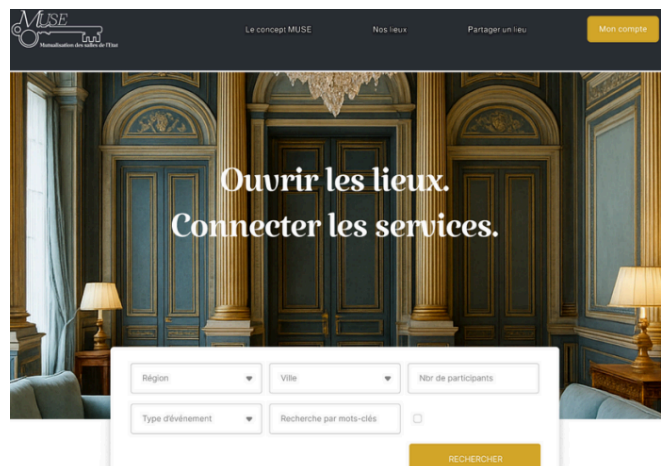 MUSE
Mutualisation des salles de l'Etat
Le concept MUSE
Nos lieux
Partager un lieu
Mon compte
Ouvrir les lieux.
Connecter les services.
Région
Ville
Nbr de participants
Type d'événement
Recherche par mots-clés
RECHERCHER